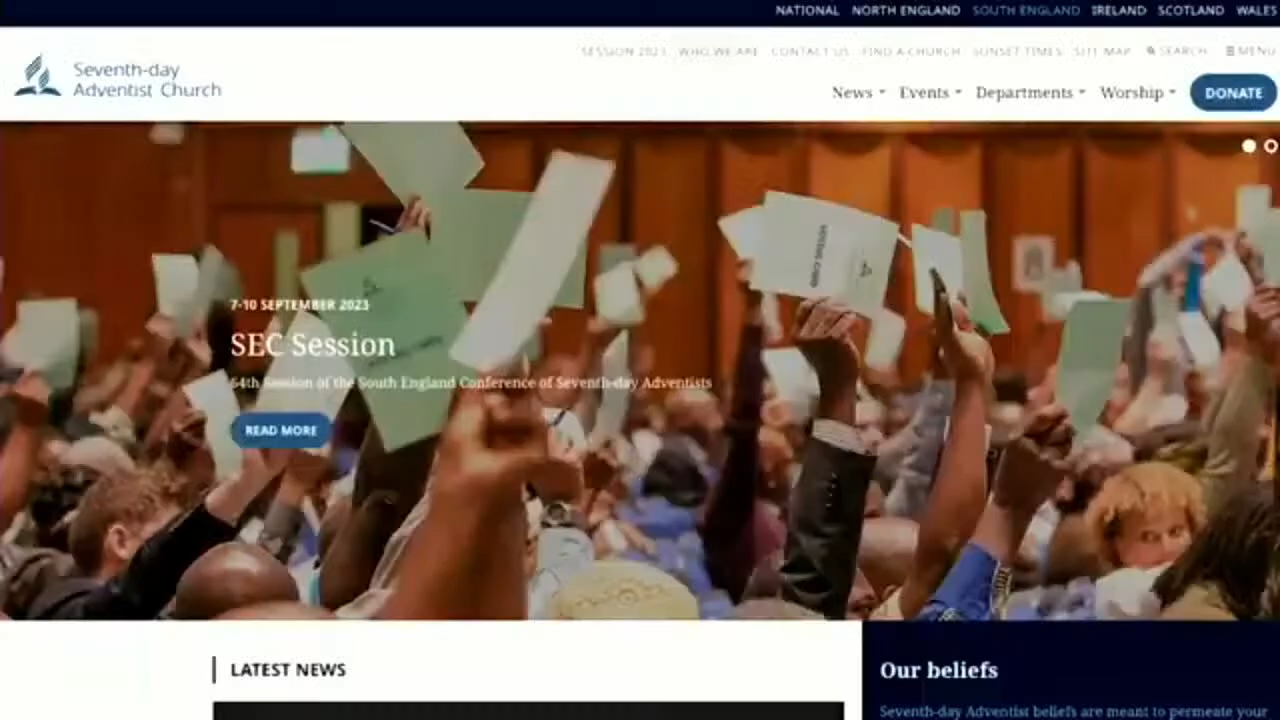 NATIONAL NORTH ENGLAND SOUTH ENGLAND IRELAND SCOTLAND WALES
SESSION 2023 WHO WE ARE CONTACT US FIND A CHURCH SUNSET TIMES SITE MAP SEARCH MENU
Seventh-day
Adventist Church
News Events Departments Worship DONATE
VOTING CARD
7-10 SEPTEMBER 2023
SEC Session
64th Session of the South England Conference of Seventh-day Adventists
READ MORE
LATEST NEWS
Our beliefs
Seventh-day Adventist beliefs are meant to permeate your